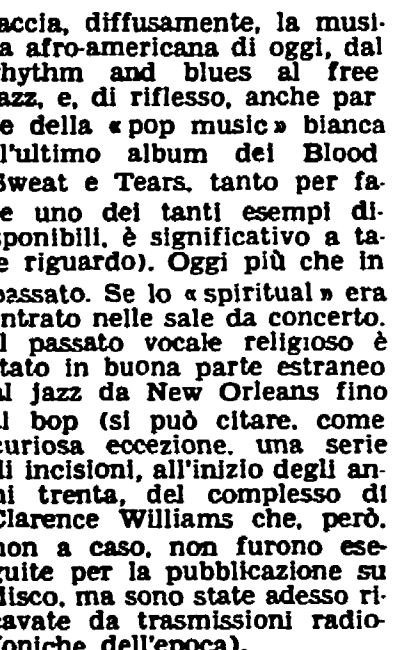 accia, diffusamente, la musi-
a afro-americana di oggi, dal
hythm and blues al free
azz, e, di riflesso, anche par
e della «pop music» bianca
l'ultimo album dei Blood
Sweat e Tears, tanto per fa-
e uno dei tanti esempi di-
sponibili, è significativo a ta-
e riguardo). Oggi più che in
passato. Se lo «spiritual» era
ntrato nelle sale da concerto.
l passato vocale religioso è
tato in buona parte estraneo
al jazz da New Orleans fino
al bop (si può citare, come
curiosa eccezione, una serie
di incisioni, all'inizio degli an-
ni trenta, del complesso di
Clarence Williams che, però,
non a caso, non furono ese-
guite per la pubblicazione su
disco, ma sono state adesso ri-
cavate da trasmissioni radio-
foniche dell'epoca).